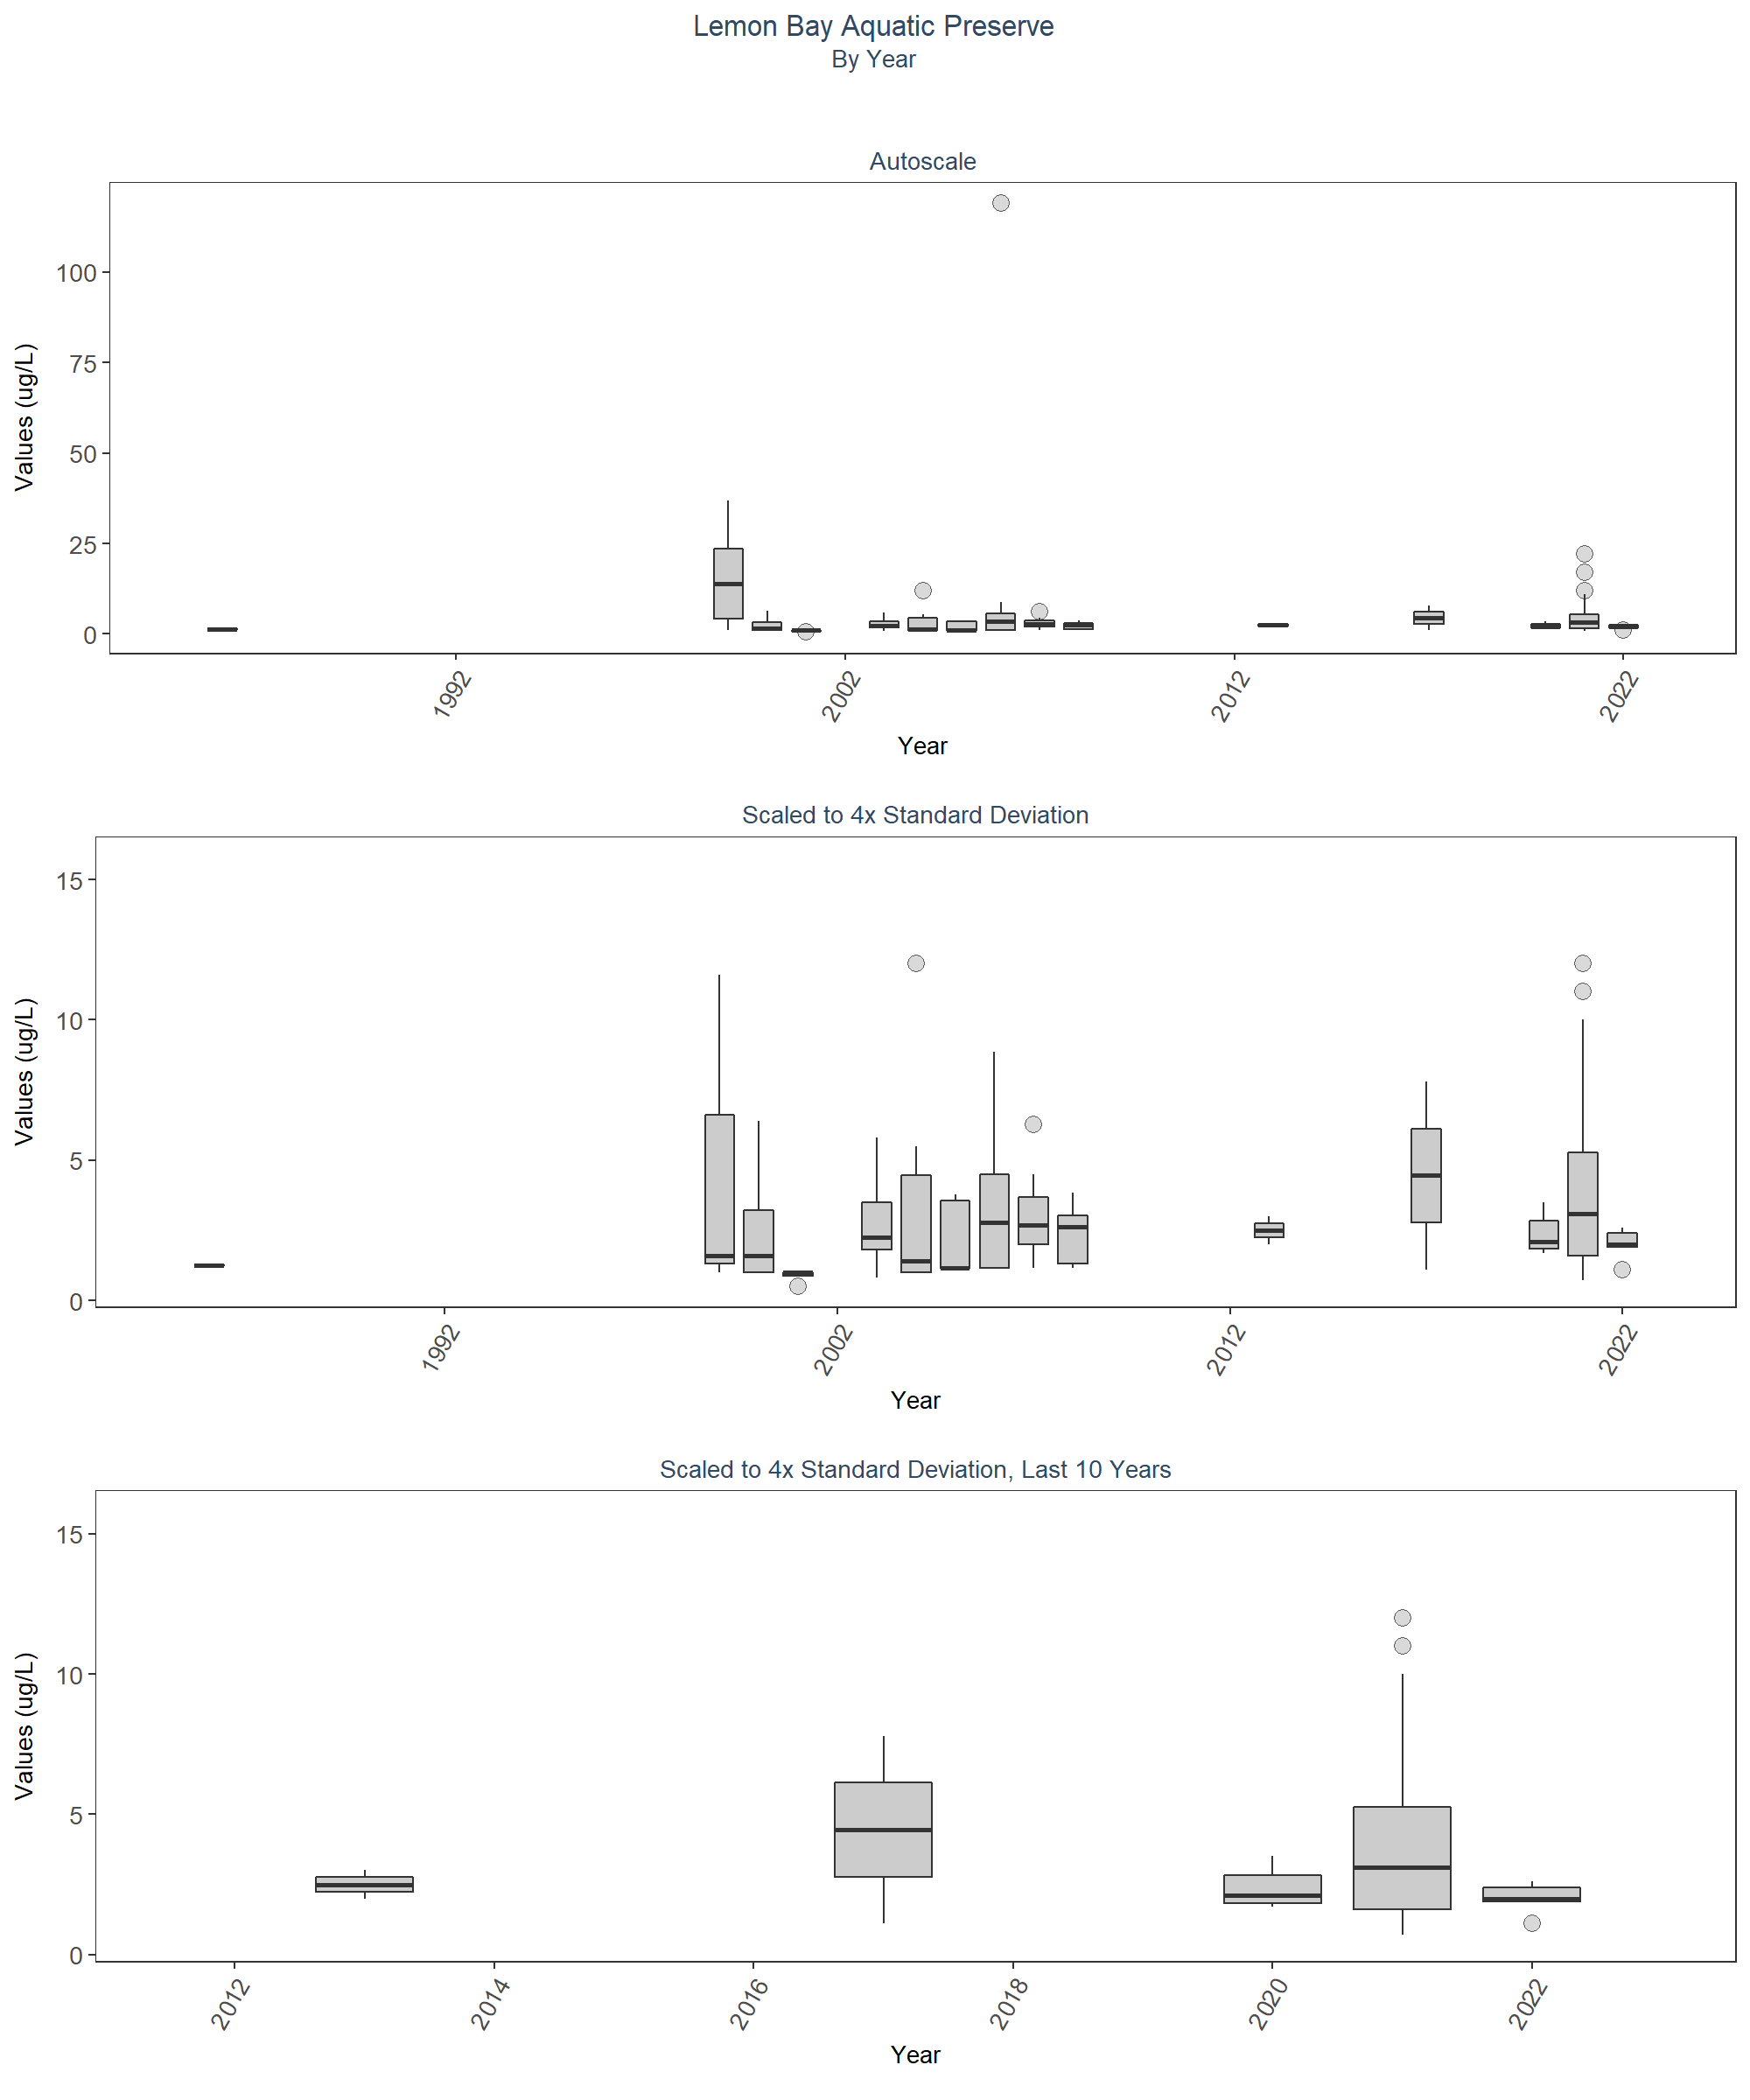 Lemon Bay Aquatic Preserve
By Year
Autoscale
Values (ug/L)
100
75
50
25
0
1992
2002
2012
2022
Year
Scaled to 4x Standard Deviation
Values (ug/L)
15
10
5
0
1992
2002
2012
2022
Year
Scaled to 4x Standard Deviation, Last 10 Years
Values (ug/L)
15
10
5
0
2012
2014
2016
2018
2020
2022
Year